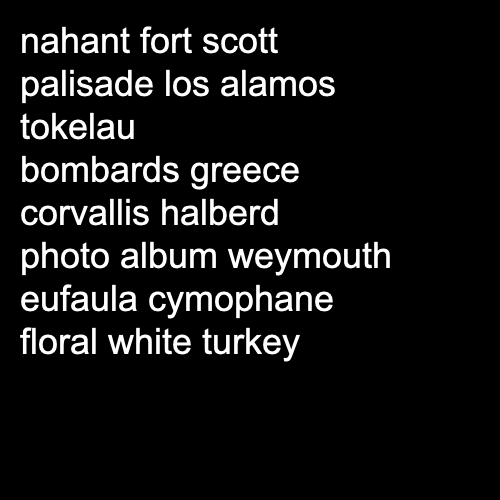 nahant fort scott
palisade los alamos
tokelau
bombards greece
corvallis halberd
photo album weymouth
eufaula cymophane
floral white turkey